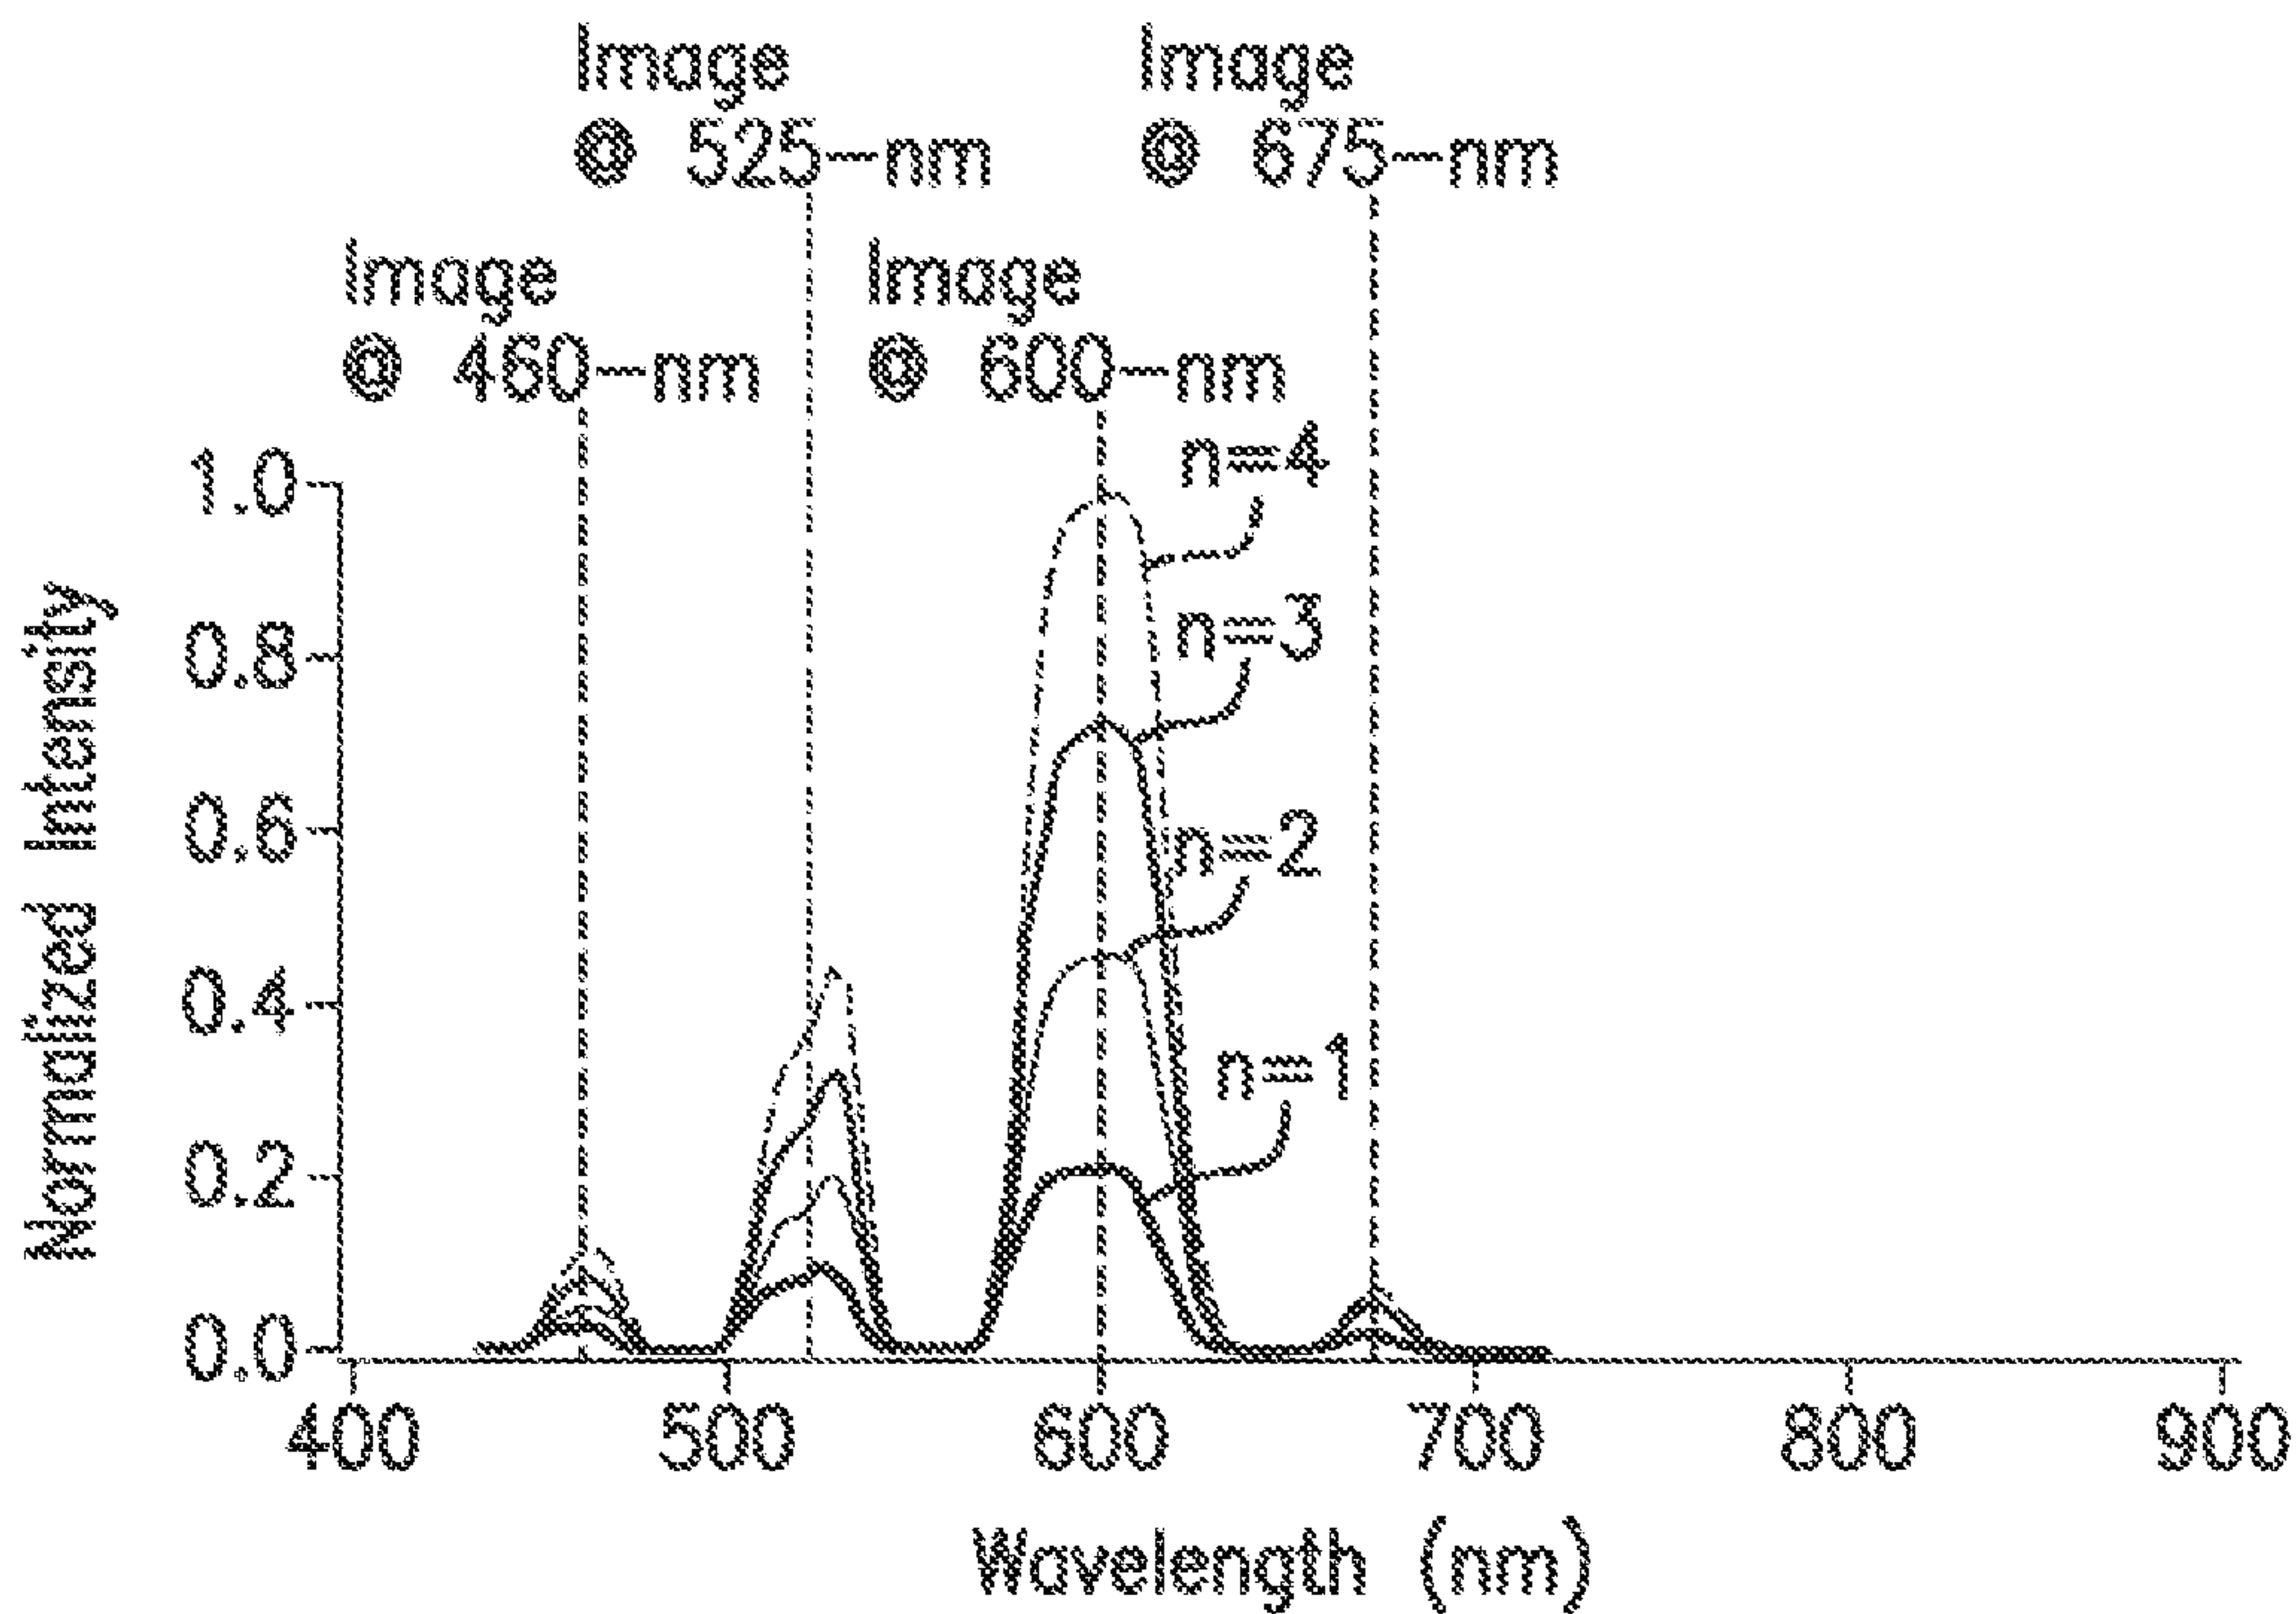 Image
@ 525-nm
Image
@ 675-nm
Image
@ 460-nm
Image
@ 600-nm
n=4
n=3
n=2
n=1
Normalized Intensity
1.0
0.8
0.6
0.4
0.2
0.0
400
500
600
700
800
900
Wavelength (nm)